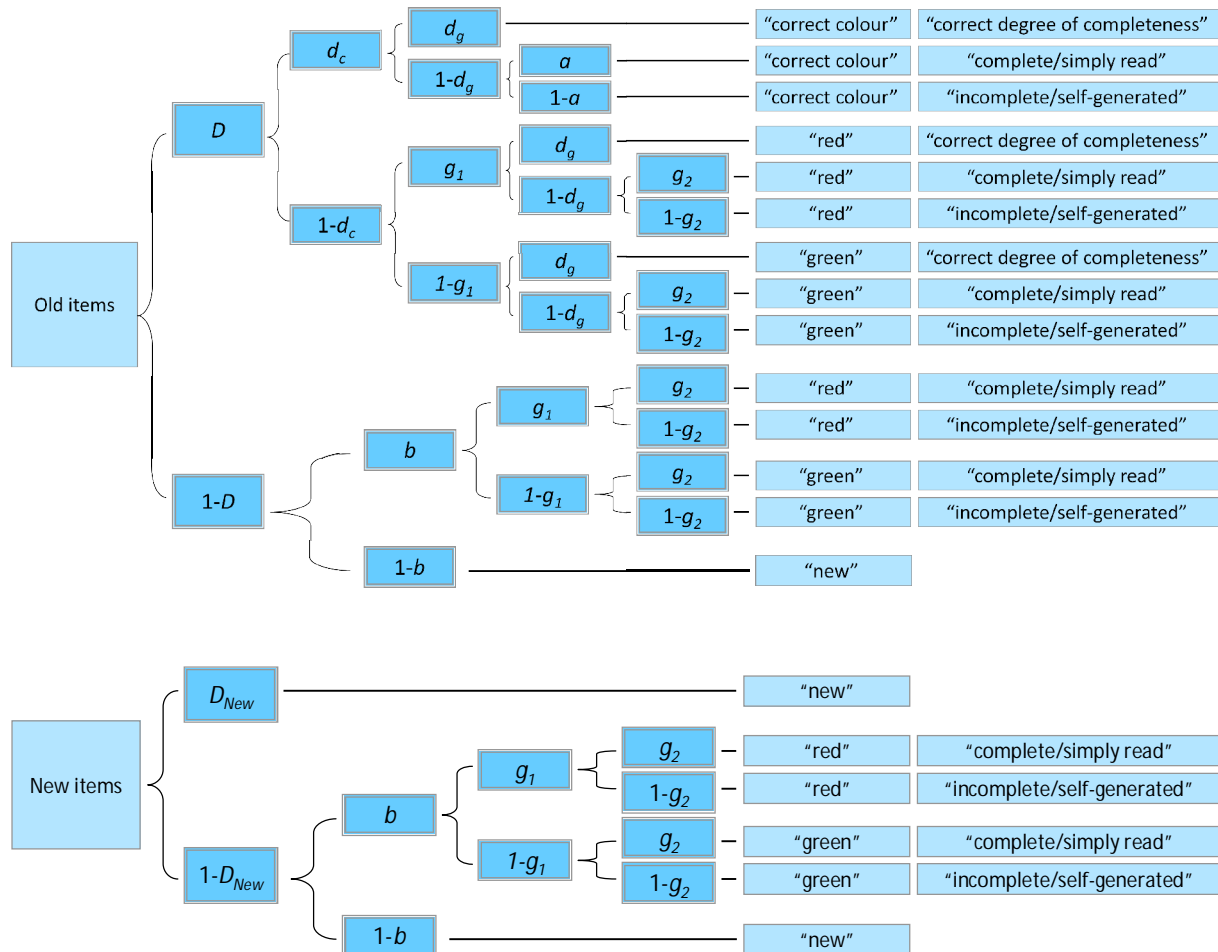 d_g “correct colour” “correct degree of completeness”
d_c
a “correct colour” “complete/simply read”
1-d_g
1-a “correct colour” “incomplete/self-generated”
D
d_g “red” “correct degree of completeness”
g_1
g_2 “red” “complete/simply read”
1-d_g
1-g_2 “red” “incomplete/self-generated”
1-d_c
d_g “green” “correct degree of completeness”
1-g_1
g_2 “green” “complete/simply read”
Old items
1-d_g
1-g_2 “green” “incomplete/self-generated”
g_2 “red” “complete/simply read”
g_1
1-g_2 “red” “incomplete/self-generated”
b
g_2 “green” “complete/simply read”
1-g_1
1-D
1-g_2 “green” “incomplete/self-generated”
1-b “new”
D_New “new”
g_2 “red” “complete/simply read”
g_1
New items
1-g_2 “red” “incomplete/self-generated”
b
g_2 “green” “complete/simply read”
1-g_1
1-D_New
1-g_2 “green” “incomplete/self-generated”
1-b “new”